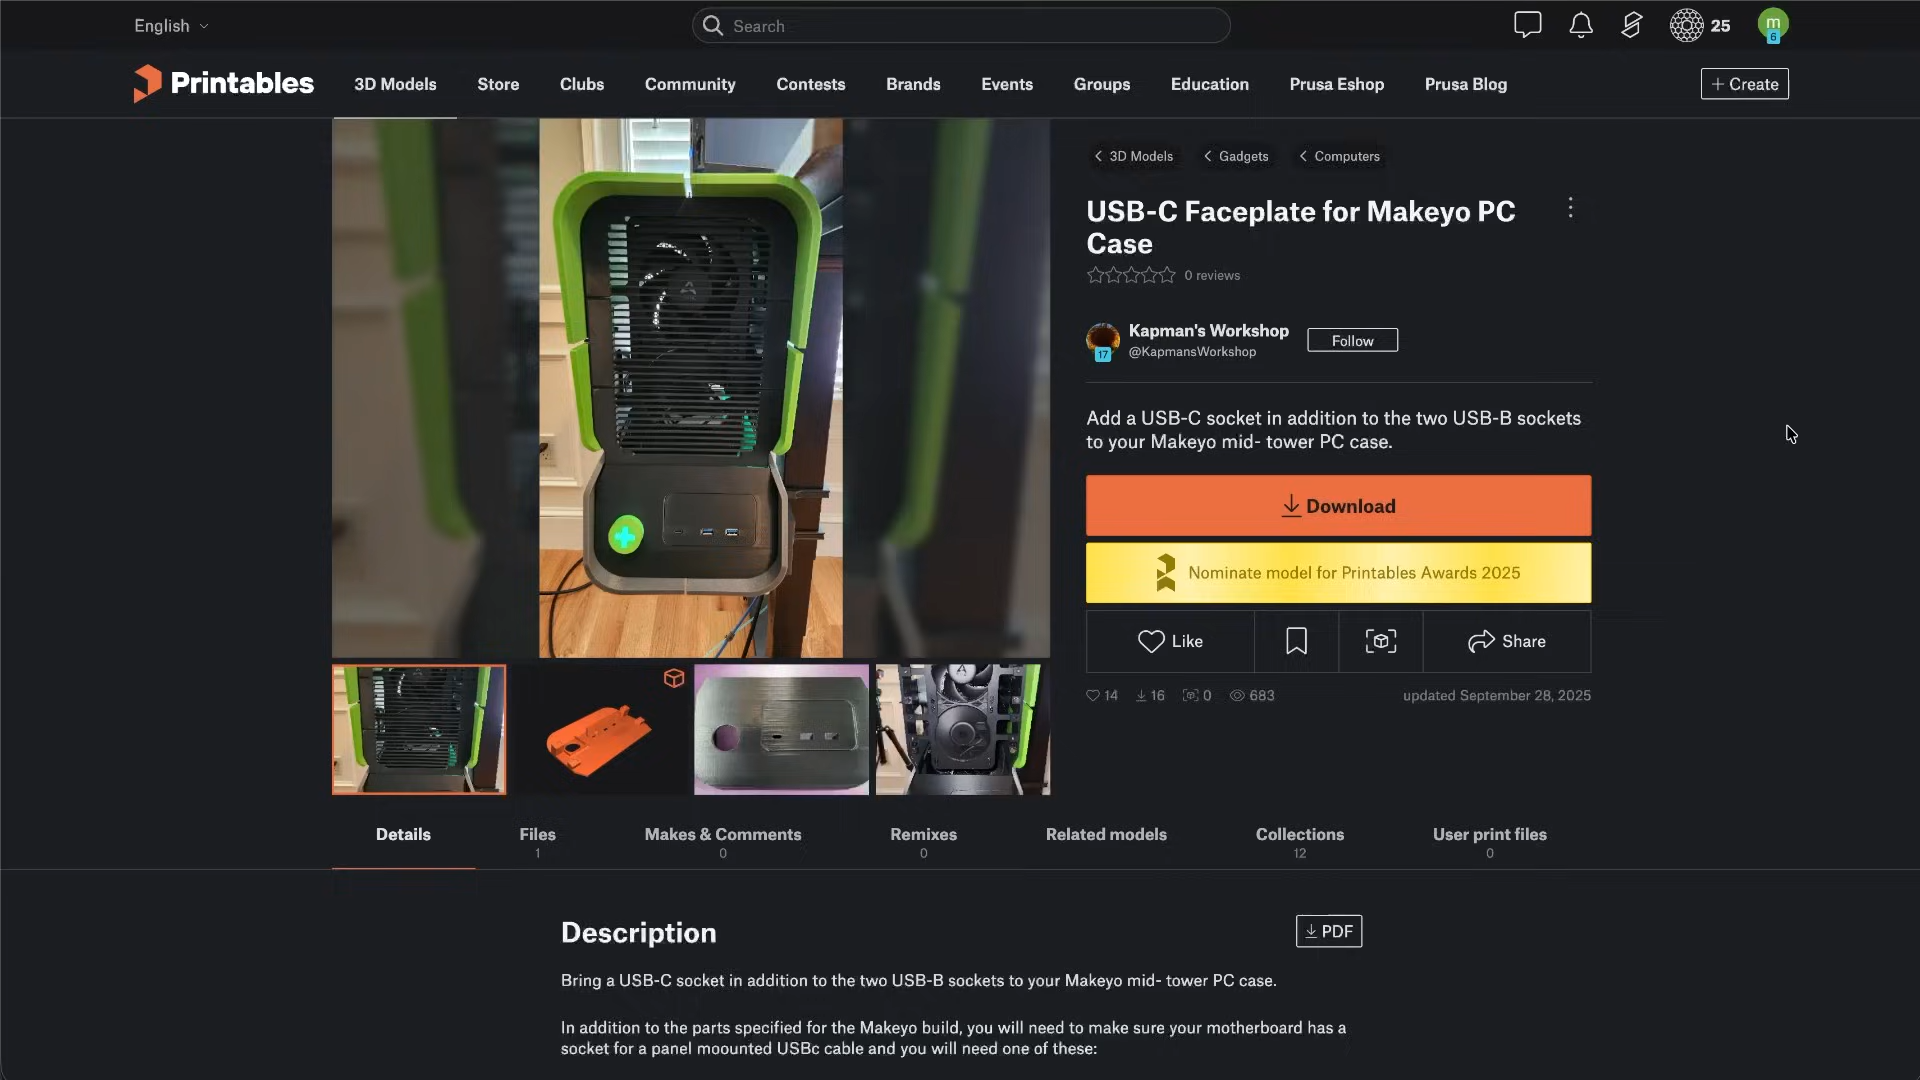 English
Search
25
m
6
Printables
3D Models
Store
Clubs
Community
Contests
Brands
Events
Groups
Education
Prusa Eshop
Prusa Blog
+ Create
3D Models
Gadgets
Computers
USB-C Faceplate for Makeyo PC
Case
0 reviews
Kapman's Workshop
@KapmansWorkshop
17
Follow
Add a USB-C socket in addition to the two USB-B sockets
to your Makeyo mid- tower PC case.
Download
Nominate model for Printables Awards 2025
Like
Share
14
16
0
683
updated September 28, 2025
Details
Files
1
Makes & Comments
0
Remixes
0
Related models
Collections
12
User print files
0
Description
PDF
Bring a USB-C socket in addition to the two USB-B sockets to your Makeyo mid- tower PC case.
In addition to the parts specified for the Makeyo build, you will need to make sure your motherboard has a
socket for a panel moounted USBc cable and you will need one of these: